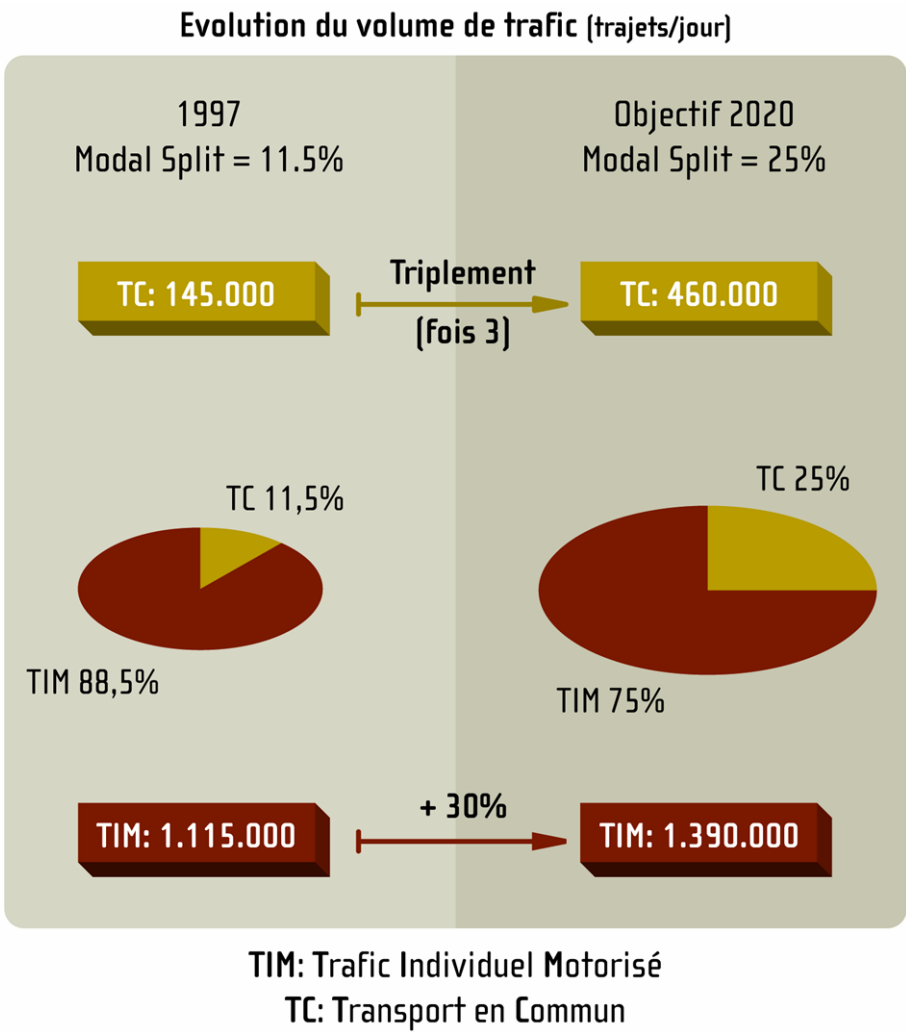 Evolution du volume de trafic (trajets/jour)
1997
Modal Split = 11.5%
Objectif 2020
Modal Split = 25%
TC: 145.000
Triplement
(fois 3)
TC: 460.000
TC 11,5%
TIM 88,5%
TC 25%
TIM 75%
TIM: 1.115.000
+ 30%
TIM: 1.390.000
TIM: Trafic Individuel Motorisé
TC: Transport en Commun